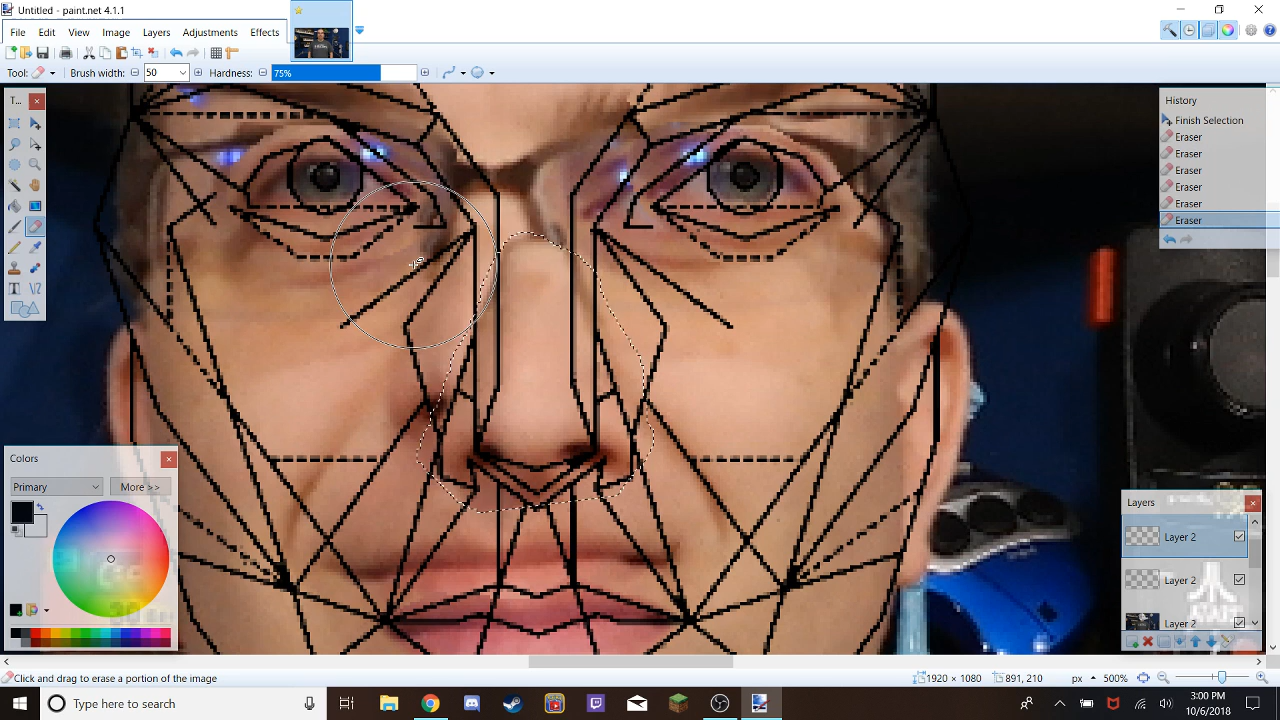 Untitled - paint.net 4.1.1
File Edit View Image Layers Adjustments Effects
Tool: Brush width: 50 Hardness: 75%
T...
History
Finish Selection
Eraser
Eraser
Eraser
Eraser
Eraser
Eraser
Colors
Primary More >>
Layers
Layer 2
Layer 2
Layer 2
ATARI
Click and drag to erase a portion of the image. 1920 × 1080 891, 210 px 500%
Type here to search
3:00 PM
10/6/2018